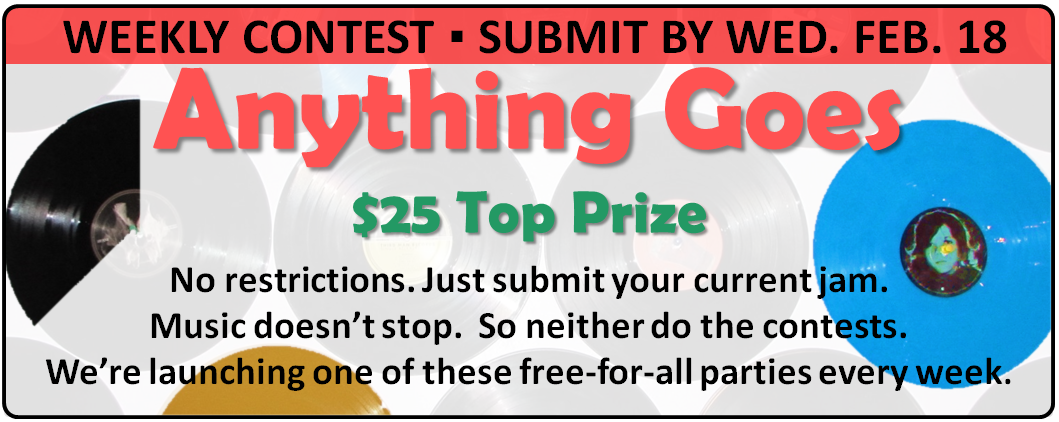 WEEKLY CONTEST ▪ SUBMIT BY WED. FEB. 18
Anything Goes
$25 Top Prize
No restrictions. Just submit your current jam.
Music doesn't stop.  So neither do the contests.
We're launching one of these free-for-all parties every week.